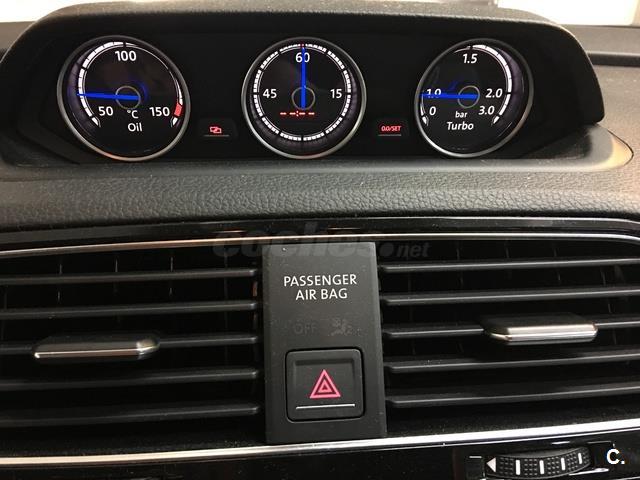 100
50
150
°C
Oil
60
45
15
--:--
0.0/SET
1.5
1.0
2.0
0
3.0
bar
Turbo
coches.net
PASSENGER
AIR BAG
OFF
2
C.